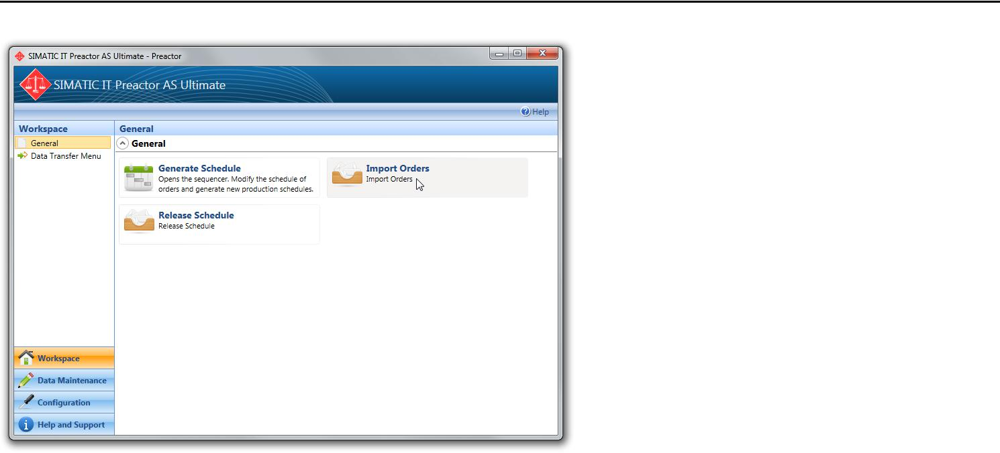 SIMATIC IT Preactor AS Ultimate - Preactor
SIMATIC IT Preactor AS Ultimate
Help
Workspace
General
Data Transfer Menu
General
General
Generate Schedule
Opens the sequencer. Modify the schedule of
orders and generate new production schedules.
Import Orders
Import Orders
Release Schedule
Release Schedule
Workspace
Data Maintenance
Configuration
Help and Support